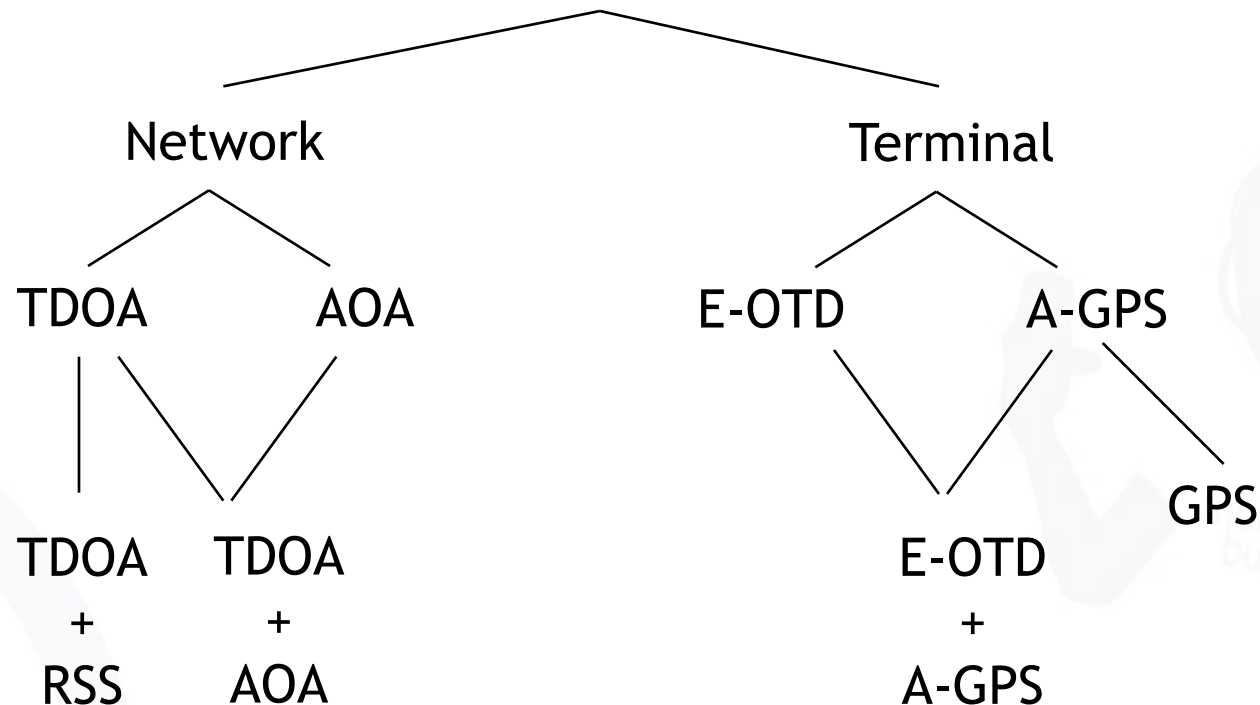 Network Terminal
TDOA AOA E-OTD A-GPS
GPS
TDOA TDOA E-OTD
+ + +
RSS AOA A-GPS